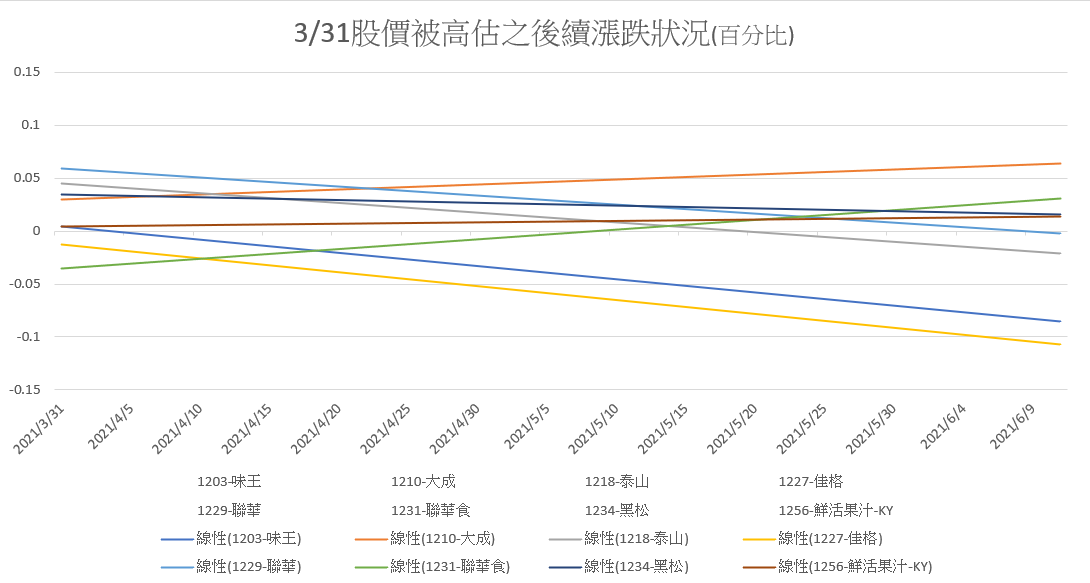 3/31股價被高估之後續漲跌狀況(百分比)
0.15
0.1
0.05
0
-0.05
-0.1
-0.15
2021/3/31 2021/4/5 2021/4/10 2021/4/15 2021/4/20 2021/4/25 2021/4/30 2021/5/5 2021/5/10 2021/5/15 2021/5/20 2021/5/25 2021/5/30 2021/6/4 2021/6/9
1203-味王 1210-大成 1218-泰山 1227-佳格
1229-聯華 1231-聯華食 1234-黑松 1256-鮮活果汁-KY
線性(1203-味王) 線性(1210-大成) 線性(1218-泰山) 線性(1227-佳格)
線性(1229-聯華) 線性(1231-聯華食) 線性(1234-黑松) 線性(1256-鮮活果汁-KY)